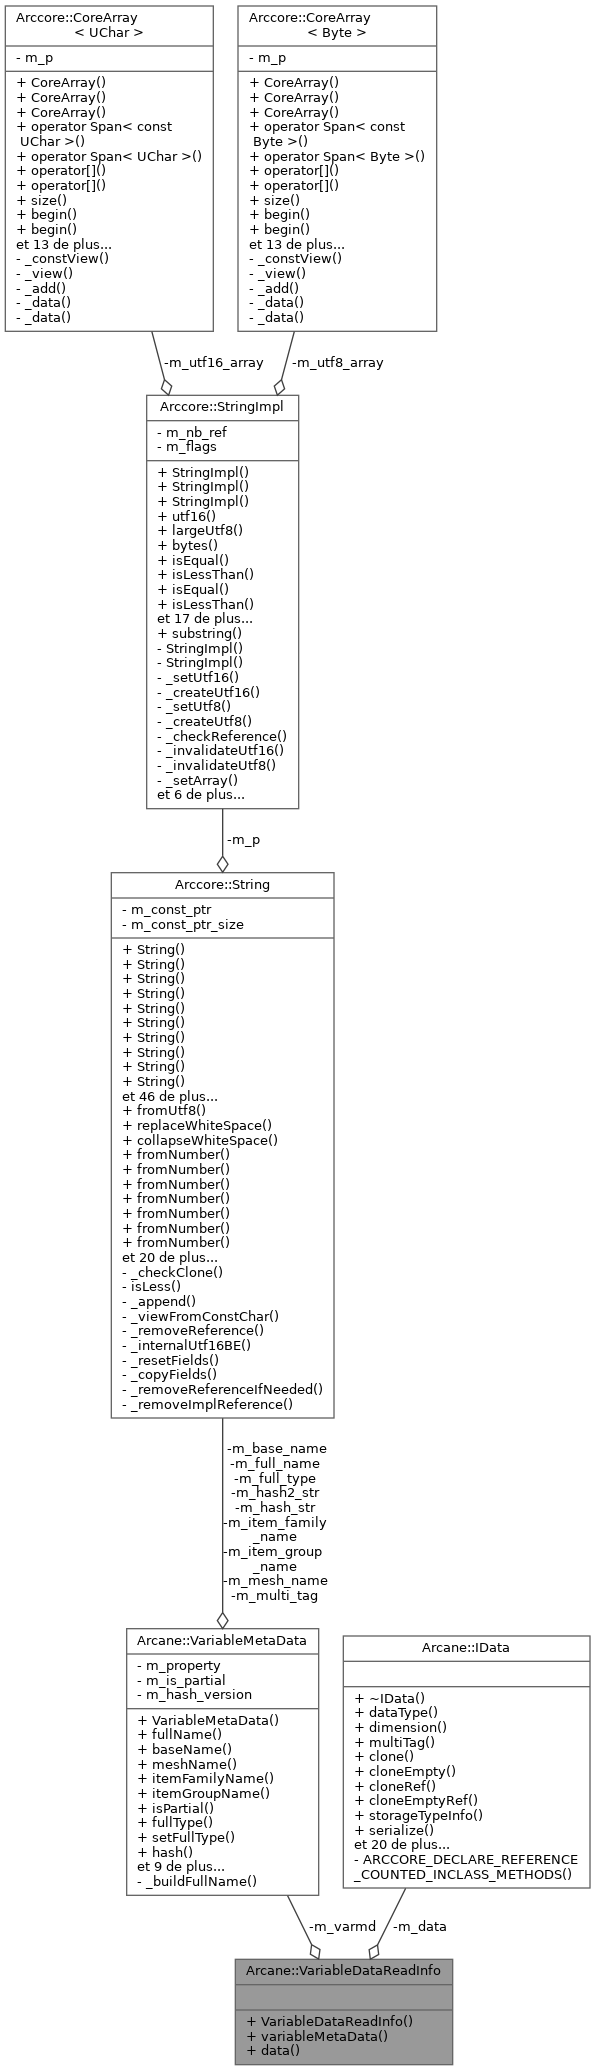 Arccore::CoreArray
< UChar >
- m_p
+ CoreArray()
+ CoreArray()
+ CoreArray()
+ operator Span< const
UChar >()
+ operator Span< UChar >()
+ operator[]()
+ operator[]()
+ size()
+ begin()
+ begin()
et 13 de plus...
- _constView()
- _view()
- _add()
- _data()
- _data()
Arccore::CoreArray
< Byte >
- m_p
+ CoreArray()
+ CoreArray()
+ CoreArray()
+ operator Span< const
Byte >()
+ operator Span< Byte >()
+ operator[]()
+ operator[]()
+ size()
+ begin()
+ begin()
et 13 de plus...
- _constView()
- _view()
- _add()
- _data()
- _data()
-m_utf16_array
-m_utf8_array
Arccore::StringImpl
- m_nb_ref
- m_flags
+ StringImpl()
+ StringImpl()
+ StringImpl()
+ utf16()
+ largeUtf8()
+ bytes()
+ isEqual()
+ isLessThan()
+ isEqual()
+ isLessThan()
et 17 de plus...
+ substring()
- StringImpl()
- StringImpl()
- _setUtf16()
- _createUtf16()
- _setUtf8()
- _createUtf8()
- _checkReference()
- _invalidateUtf16()
- _invalidateUtf8()
- _setArray()
et 6 de plus...
-m_p
Arccore::String
- m_const_ptr
- m_const_ptr_size
+ String()
+ String()
+ String()
+ String()
+ String()
+ String()
+ String()
+ String()
+ String()
+ String()
et 46 de plus...
+ fromUtf8()
+ replaceWhiteSpace()
+ collapseWhiteSpace()
+ fromNumber()
+ fromNumber()
+ fromNumber()
+ fromNumber()
+ fromNumber()
+ fromNumber()
+ fromNumber()
et 20 de plus...
- _checkClone()
- isLess()
- _append()
- _viewFromConstChar()
- _removeReference()
- _internalUtf16BE()
- _resetFields()
- _copyFields()
- _removeReferenceIfNeeded()
- _removeImplReference()
-m_base_name
-m_full_name
-m_full_type
-m_hash2_str
-m_hash_str
-m_item_family
_name
-m_item_group
_name
-m_mesh_name
-m_multi_tag
Arcane::VariableMetaData
- m_property
- m_is_partial
- m_hash_version
+ VariableMetaData()
+ fullName()
+ baseName()
+ meshName()
+ itemFamilyName()
+ itemGroupName()
+ isPartial()
+ fullType()
+ setFullType()
+ hash()
et 9 de plus...
- _buildFullName()
Arcane::IData
+ ~IData()
+ dataType()
+ dimension()
+ multiTag()
+ clone()
+ cloneEmpty()
+ cloneRef()
+ cloneEmptyRef()
+ storageTypeInfo()
+ serialize()
et 20 de plus...
- ARCCORE_DECLARE_REFERENCE
_COUNTED_INCLASS_METHODS()
-m_varmd
-m_data
Arcane::VariableDataReadInfo
+ VariableDataReadInfo()
+ variableMetaData()
+ data()